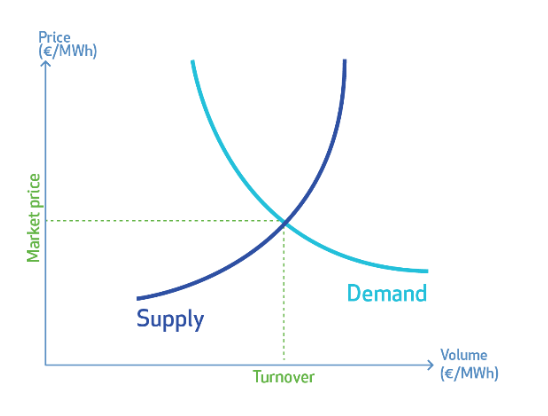 Price
(€/MWh)
Market price
Demand
Supply
Volume
(€/MWh)
Turnover